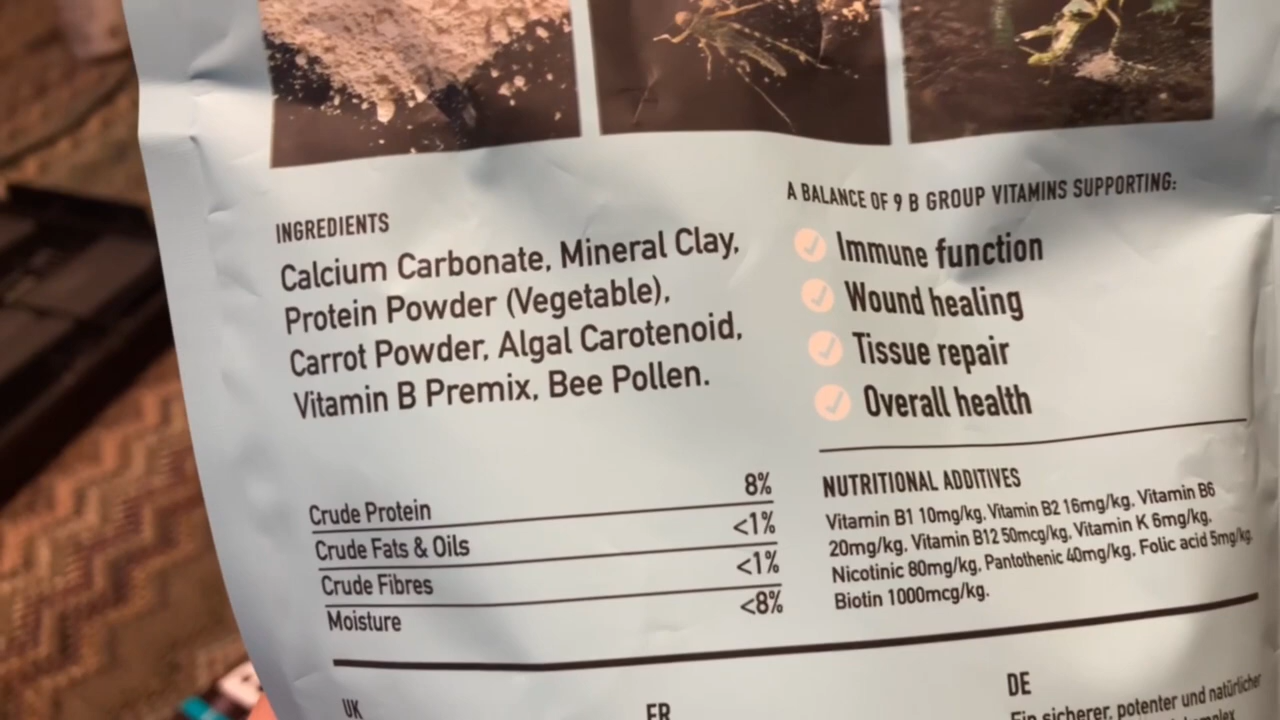 INGREDIENTS
Calcium Carbonate, Mineral Clay,
Protein Powder (Vegetable),
Carrot Powder, Algal Carotenoid,
Vitamin B Premix, Bee Pollen.
Crude Protein 8%
Crude Fats & Oils <1%
Crude Fibres <1%
Moisture <8%
A BALANCE OF 9 B GROUP VITAMINS SUPPORTING:
Immune function
Wound healing
Tissue repair
Overall health
NUTRITIONAL ADDITIVES
Vitamin B1 10mg/kg, Vitamin B2 16mg/kg, Vitamin B6
20mg/kg, Vitamin B12 50mcg/kg, Vitamin K 6mg/kg,
Nicotinic 80mg/kg, Pantothenic 40mg/kg, Folic acid 5mg/kg,
Biotin 1000mcg/kg.
UK
FR
DE
Ein sicherer, potenter und natürlicher